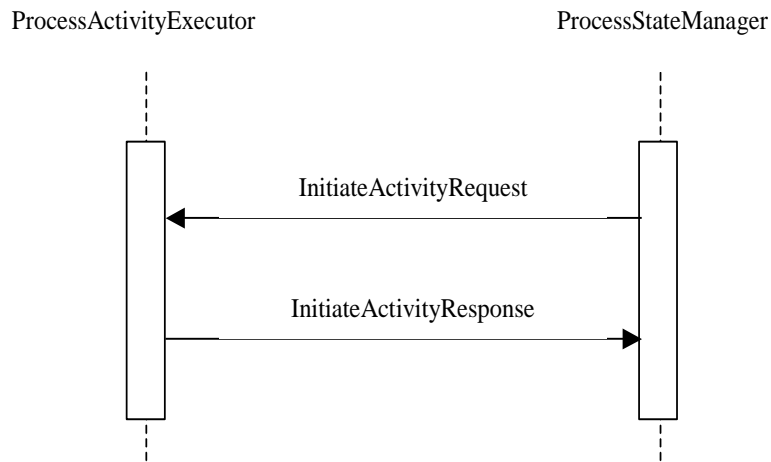 ProcessActivityExecutor
ProcessStateManager
InitiateActivityRequest
InitiateActivityResponse